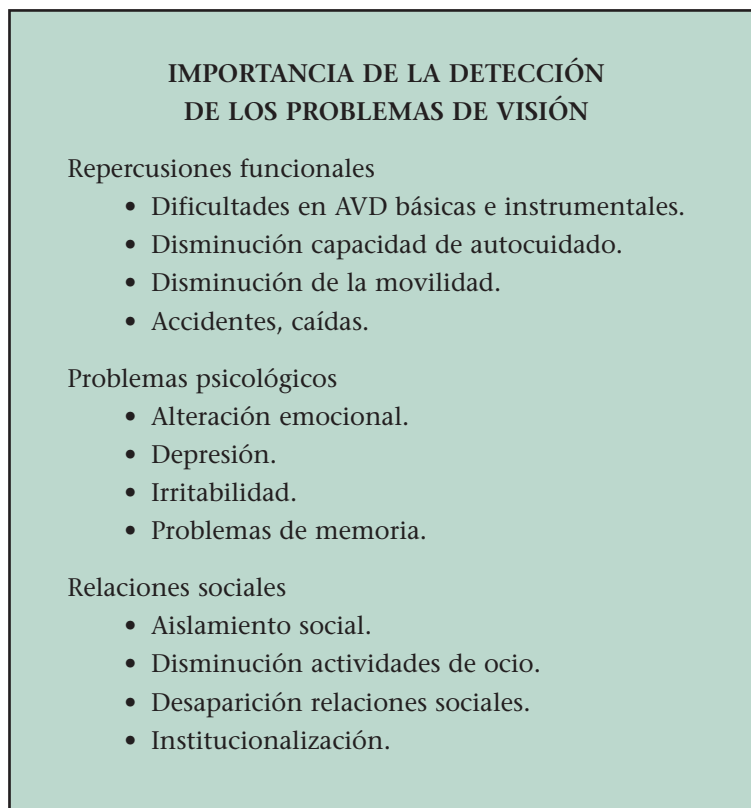 IMPORTANCIA DE LA DETECCIÓN
DE LOS PROBLEMAS DE VISIÓN
Repercusiones funcionales
• Dificultades en AVD básicas e instrumentales.
• Disminución capacidad de autocuidado.
• Disminución de la movilidad.
• Accidentes, caídas.
Problemas psicológicos
• Alteración emocional.
• Depresión.
• Irritabilidad.
• Problemas de memoria.
Relaciones sociales
• Aislamiento social.
• Disminución actividades de ocio.
• Desaparición relaciones sociales.
• Institucionalización.